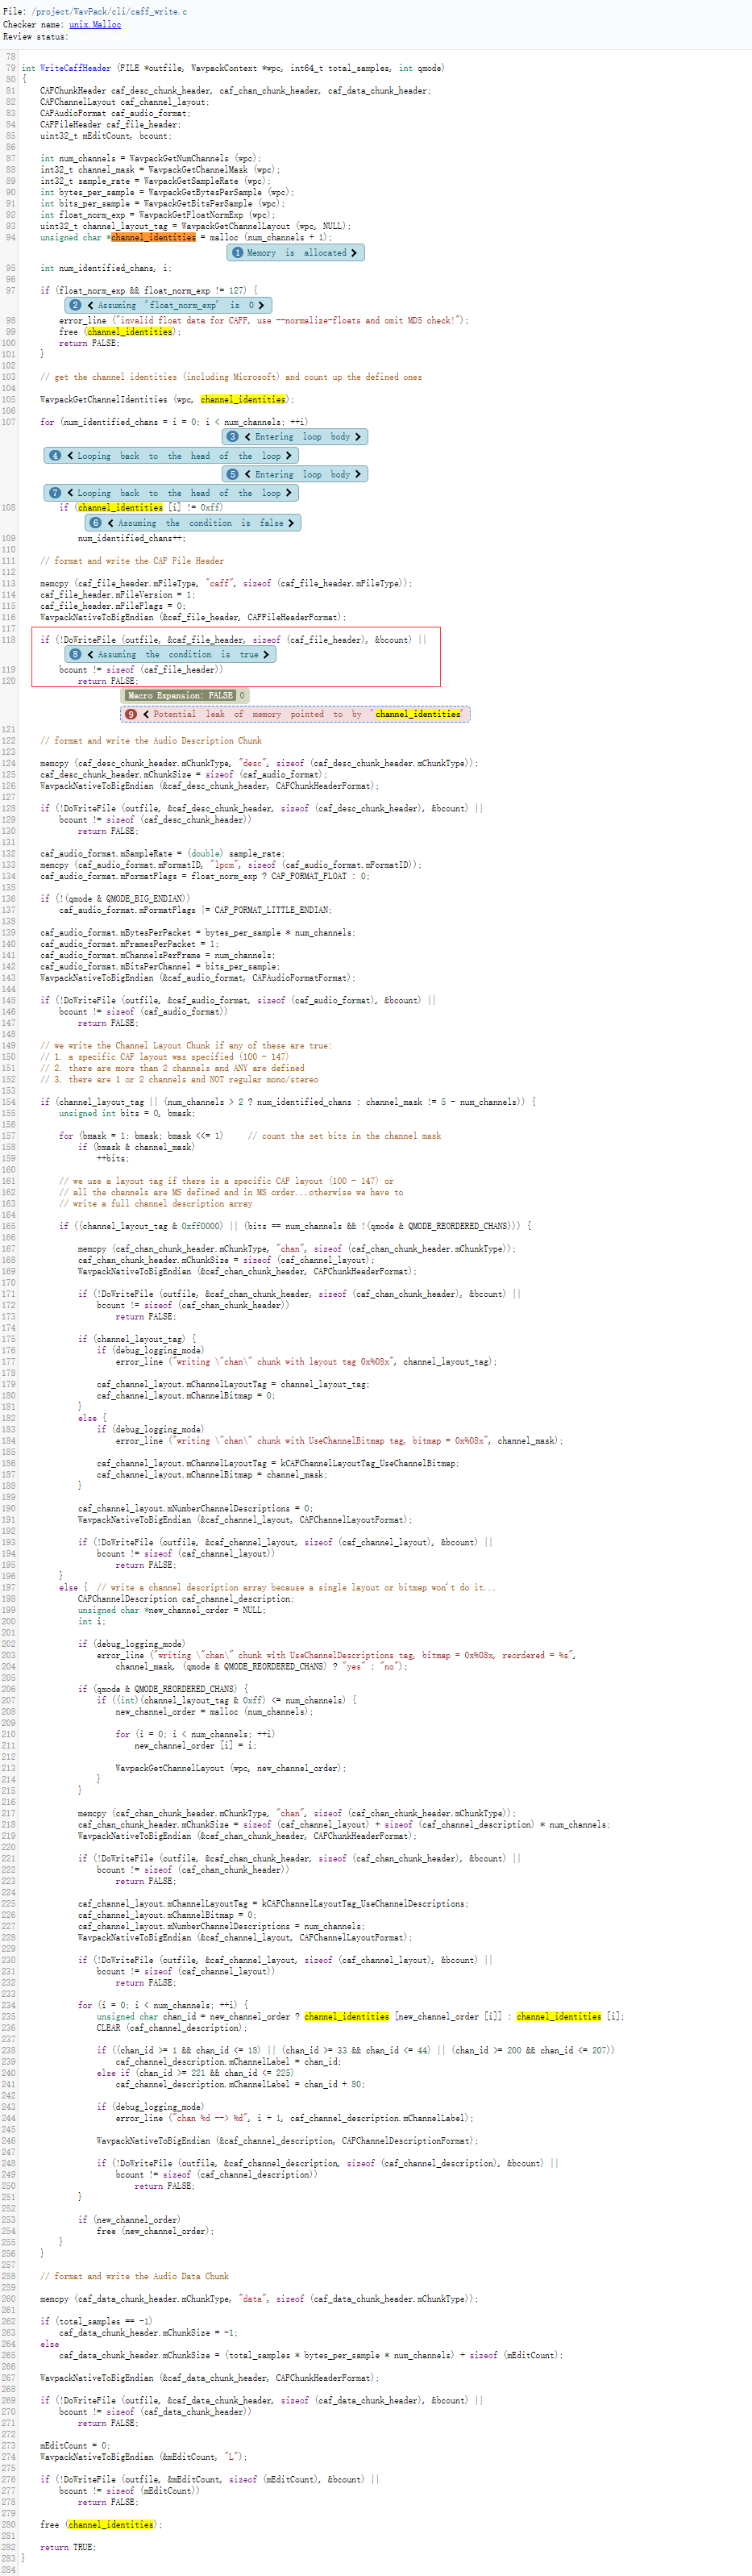 File: /project/WavPack/cli/caff_write.c
Checker name: unix.Malloc
Review status:
78
79 int WriteCaffHeader (FILE *outfile, WavpackContext *wpc, int64_t total_samples, int qmode)
80 {
81     CAFChunkHeader caf_desc_chunk_header, caf_chan_chunk_header, caf_data_chunk_header;
82     CAFChannelLayout caf_channel_layout;
83     CAFAudioFormat caf_audio_format;
84     CAFFileHeader caf_file_header;
85     uint32_t mEditCount, bcount;
86
87     int num_channels = WavpackGetNumChannels (wpc);
88     int32_t channel_mask = WavpackGetChannelMask (wpc);
89     int32_t sample_rate = WavpackGetSampleRate (wpc);
90     int bytes_per_sample = WavpackGetBytesPerSample (wpc);
91     int bits_per_sample = WavpackGetBitsPerSample (wpc);
92     int float_norm_exp = WavpackGetFloatNormExp (wpc);
93     uint32_t channel_layout_tag = WavpackGetChannelLayout (wpc, NULL);
94     unsigned char *channel_identities = malloc (num_channels + 1);
1 Memory is allocated >
95     int num_identified_chans, i;
96
97     if (float_norm_exp && float_norm_exp != 127) {
2 < Assuming 'float_norm_exp' is 0 >
98         error_line ("invalid float data for CAFF, use --normalize-floats and omit MD5 check!");
99         free (channel_identities);
100         return FALSE;
101     }
102
103     // get the channel identities (including Microsoft) and count up the defined ones
104
105     WavpackGetChannelIdentities (wpc, channel_identities);
106
107     for (num_identified_chans = i = 0; i < num_channels; ++i)
3 < Entering loop body >
4 < Looping back to the head of the loop >
5 < Entering loop body >
7 < Looping back to the head of the loop >
108         if (channel_identities [i] != 0xff)
6 < Assuming the condition is false >
109             num_identified_chans++;
110
111     // format and write the CAF File Header
112
113     memcpy (caf_file_header.mFileType, "caff", sizeof (caf_file_header.mFileType));
114     caf_file_header.mFileVersion = 1;
115     caf_file_header.mFileFlags = 0;
116     WavpackNativeToBigEndian (&caf_file_header, CAFFileHeaderFormat);
117
118     if (!DoWriteFile (outfile, &caf_file_header, sizeof (caf_file_header), &bcount) ||
8 < Assuming the condition is true >
119         bcount != sizeof (caf_file_header))
120             return FALSE;
Macro Expansion: FALSE 0
9 < Potential leak of memory pointed to by 'channel_identities'
121
122     // format and write the Audio Description Chunk
123
124     memcpy (caf_desc_chunk_header.mChunkType, "desc", sizeof (caf_desc_chunk_header.mChunkType));
125     caf_desc_chunk_header.mChunkSize = sizeof (caf_audio_format);
126     WavpackNativeToBigEndian (&caf_desc_chunk_header, CAFChunkHeaderFormat);
127
128     if (!DoWriteFile (outfile, &caf_desc_chunk_header, sizeof (caf_desc_chunk_header), &bcount) ||
129         bcount != sizeof (caf_desc_chunk_header))
130             return FALSE;
131
132     caf_audio_format.mSampleRate = (double) sample_rate;
133     memcpy (caf_audio_format.mFormatID, "lpcm", sizeof (caf_audio_format.mFormatID));
134     caf_audio_format.mFormatFlags = float_norm_exp ? CAF_FORMAT_FLOAT : 0;
135
136     if (!(qmode & QMODE_BIG_ENDIAN))
137         caf_audio_format.mFormatFlags |= CAF_FORMAT_LITTLE_ENDIAN;
138
139     caf_audio_format.mBytesPerPacket = bytes_per_sample * num_channels;
140     caf_audio_format.mFramesPerPacket = 1;
141     caf_audio_format.mChannelsPerFrame = num_channels;
142     caf_audio_format.mBitsPerChannel = bits_per_sample;
143     WavpackNativeToBigEndian (&caf_audio_format, CAFAudioFormatFormat);
144
145     if (!DoWriteFile (outfile, &caf_audio_format, sizeof (caf_audio_format), &bcount) ||
146         bcount != sizeof (caf_audio_format))
147             return FALSE;
148
149     // we write the Channel Layout Chunk if any of these are true:
150     // 1. a specific CAF layout was specified (100 - 147)
151     // 2. there are more than 2 channels and ANY are defined
152     // 3. there are 1 or 2 channels and NOT regular mono/stereo
153
154     if (channel_layout_tag || (num_channels > 2 ? num_identified_chans : channel_mask != 5 - num_channels)) {
155         unsigned int bits = 0, bmask;
156
157         for (bmask = 1; bmask; bmask <<= 1)     // count the set bits in the channel mask
158             if (bmask & channel_mask)
159                 ++bits;
160
161         // we use a layout tag if there is a specific CAF layout (100 - 147) or
162         // all the channels are MS defined and in MS order...otherwise we have to
163         // write a full channel description array
164
165         if ((channel_layout_tag & 0xff0000) || (bits == num_channels && !(qmode & QMODE_REORDERED_CHANS))) {
166
167             memcpy (caf_chan_chunk_header.mChunkType, "chan", sizeof (caf_chan_chunk_header.mChunkType));
168             caf_chan_chunk_header.mChunkSize = sizeof (caf_channel_layout);
169             WavpackNativeToBigEndian (&caf_chan_chunk_header, CAFChunkHeaderFormat);
170
171             if (!DoWriteFile (outfile, &caf_chan_chunk_header, sizeof (caf_chan_chunk_header), &bcount) ||
172                 bcount != sizeof (caf_chan_chunk_header))
173                     return FALSE;
174
175             if (channel_layout_tag) {
176                 if (debug_logging_mode)
177                     error_line ("writing \"chan\" chunk with layout tag 0x%08x", channel_layout_tag);
178
179                 caf_channel_layout.mChannelLayoutTag = channel_layout_tag;
180                 caf_channel_layout.mChannelBitmap = 0;
181             }
182             else {
183                 if (debug_logging_mode)
184                     error_line ("writing \"chan\" chunk with UseChannelBitmap tag, bitmap = 0x%08x", channel_mask);
185
186                 caf_channel_layout.mChannelLayoutTag = kCAFChannelLayoutTag_UseChannelBitmap;
187                 caf_channel_layout.mChannelBitmap = channel_mask;
188             }
189
190             caf_channel_layout.mNumberChannelDescriptions = 0;
191             WavpackNativeToBigEndian (&caf_channel_layout, CAFChannelLayoutFormat);
192
193             if (!DoWriteFile (outfile, &caf_channel_layout, sizeof (caf_channel_layout), &bcount) ||
194                 bcount != sizeof (caf_channel_layout))
195                     return FALSE;
196         }
197         else {  // write a channel description array because a single layout or bitmap won't do it...
198             CAFChannelDescription caf_channel_description;
199             unsigned char *new_channel_order = NULL;
200             int i;
201
202             if (debug_logging_mode)
203                 error_line ("writing \"chan\" chunk with UseChannelDescriptions tag, bitmap = 0x%08x, reordered = %s",
204                     channel_mask, (qmode & QMODE_REORDERED_CHANS) ? "yes" : "no");
205
206             if (qmode & QMODE_REORDERED_CHANS) {
207                 if ((int)(channel_layout_tag & 0xff) <= num_channels) {
208                     new_channel_order = malloc (num_channels);
209
210                     for (i = 0; i < num_channels; ++i)
211                         new_channel_order [i] = i;
212
213                     WavpackGetChannelLayout (wpc, new_channel_order);
214                 }
215             }
216
217             memcpy (caf_chan_chunk_header.mChunkType, "chan", sizeof (caf_chan_chunk_header.mChunkType));
218             caf_chan_chunk_header.mChunkSize = sizeof (caf_channel_layout) + sizeof (caf_channel_description) * num_channels;
219             WavpackNativeToBigEndian (&caf_chan_chunk_header, CAFChunkHeaderFormat);
220
221             if (!DoWriteFile (outfile, &caf_chan_chunk_header, sizeof (caf_chan_chunk_header), &bcount) ||
222                 bcount != sizeof (caf_chan_chunk_header))
223                     return FALSE;
224
225             caf_channel_layout.mChannelLayoutTag = kCAFChannelLayoutTag_UseChannelDescriptions;
226             caf_channel_layout.mChannelBitmap = 0;
227             caf_channel_layout.mNumberChannelDescriptions = num_channels;
228             WavpackNativeToBigEndian (&caf_channel_layout, CAFChannelLayoutFormat);
229
230             if (!DoWriteFile (outfile, &caf_channel_layout, sizeof (caf_channel_layout), &bcount) ||
231                 bcount != sizeof (caf_channel_layout))
232                     return FALSE;
233
234             for (i = 0; i < num_channels; ++i) {
235                 unsigned char chan_id = new_channel_order ? channel_identities [new_channel_order [i]] : channel_identities [i];
236                 CLEAR (caf_channel_description);
237
238                 if ((chan_id >= 1 && chan_id <= 18) || (chan_id >= 33 && chan_id <= 44) || (chan_id >= 200 && chan_id <= 207))
239                     caf_channel_description.mChannelLabel = chan_id;
240                 else if (chan_id >= 221 && chan_id <= 225)
241                     caf_channel_description.mChannelLabel = chan_id + 80;
242
243                 if (debug_logging_mode)
244                     error_line ("chan %d --> %d", i + 1, caf_channel_description.mChannelLabel);
245
246                 WavpackNativeToBigEndian (&caf_channel_description, CAFChannelDescriptionFormat);
247
248                 if (!DoWriteFile (outfile, &caf_channel_description, sizeof (caf_channel_description), &bcount) ||
249                     bcount != sizeof (caf_channel_description))
250                         return FALSE;
251             }
252
253             if (new_channel_order)
254                 free (new_channel_order);
255         }
256     }
257
258     // format and write the Audio Data Chunk
259
260     memcpy (caf_data_chunk_header.mChunkType, "data", sizeof (caf_data_chunk_header.mChunkType));
261
262     if (total_samples == -1)
263         caf_data_chunk_header.mChunkSize = -1;
264     else
265         caf_data_chunk_header.mChunkSize = (total_samples * bytes_per_sample * num_channels) + sizeof (mEditCount);
266
267     WavpackNativeToBigEndian (&caf_data_chunk_header, CAFChunkHeaderFormat);
268
269     if (!DoWriteFile (outfile, &caf_data_chunk_header, sizeof (caf_data_chunk_header), &bcount) ||
270         bcount != sizeof (caf_data_chunk_header))
271             return FALSE;
272
273     mEditCount = 0;
274     WavpackNativeToBigEndian (&mEditCount, "L");
275
276     if (!DoWriteFile (outfile, &mEditCount, sizeof (mEditCount), &bcount) ||
277         bcount != sizeof (mEditCount))
278             return FALSE;
279
280     free (channel_identities);
281
282     return TRUE;
283 }
284